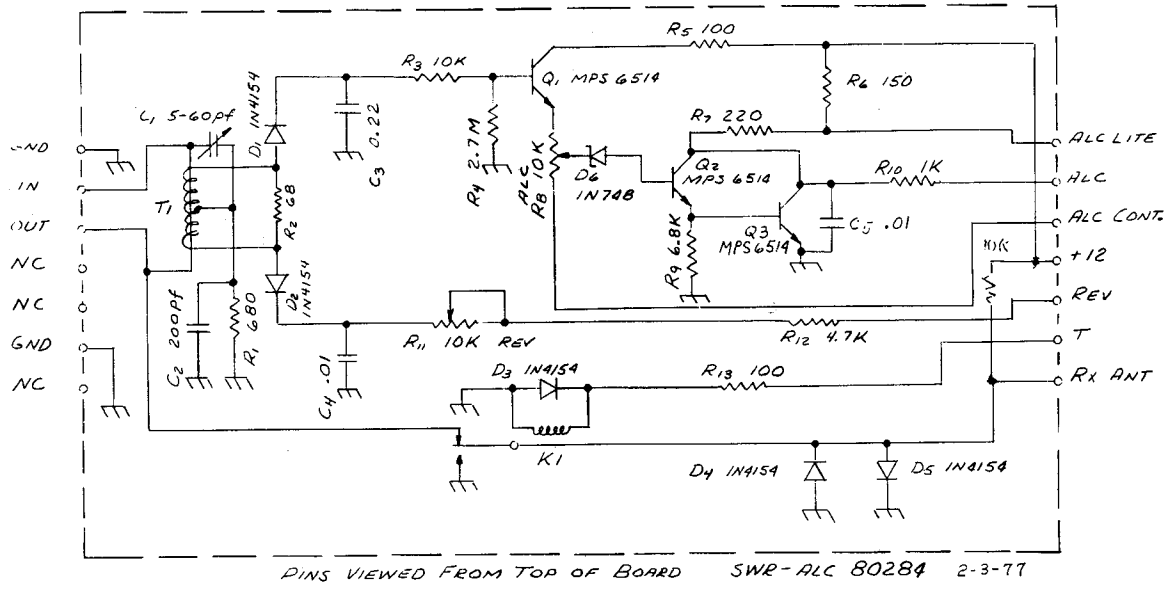 R5 100
R3 10K
Q1 MPS 6514
R6 150
C1 5-60pf
D1 1N4154
C3 0.22
R4 2.7M
ALC
R8 10K
R7 220
ALC LITE
GND
IN
T1
R2 68
D6
1N748
Q2
MPS 6514
R10 1K
ALC
OUT
Q3
MPS6514
C5 .01
ALC CONT.
R9 6.8K
10K
+12
NC
D2
1N4154
NC
C2 200pf
R1 680
R11 10K
REV
R12 4.7K
REV
GND
C4 .01
T
NC
D3 1N4154
R13 100
RX ANT
K1
D4 1N4154
D5 1N4154
PINS VIEWED FROM TOP OF BOARD SWR-ALC 80284 2-3-77